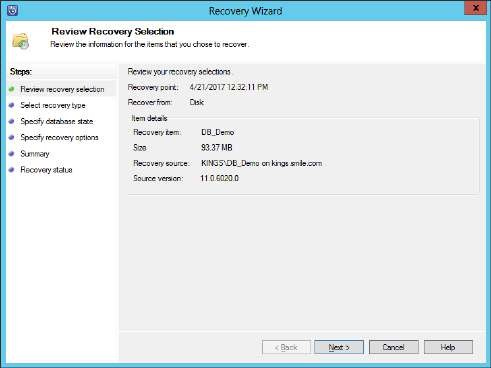 Recovery Wizard
x
Review Recovery Selection
Review the information for the items that you chose to recover.
Steps:
Review recovery selection
Select recovery type
Specify database state
Specify recovery options
Summary
Recovery status
Review your recovery selections.
Recovery point: 4/21/2017 12:32:11 PM
Recover from: Disk
Item details
Recovery item: DB_Demo
Size 93.37 MB
Recovery source: KINGS\DB_Demo on kings.smile.com
Source version: 11.0.6020.0
< Back
Next >
Cancel
Help